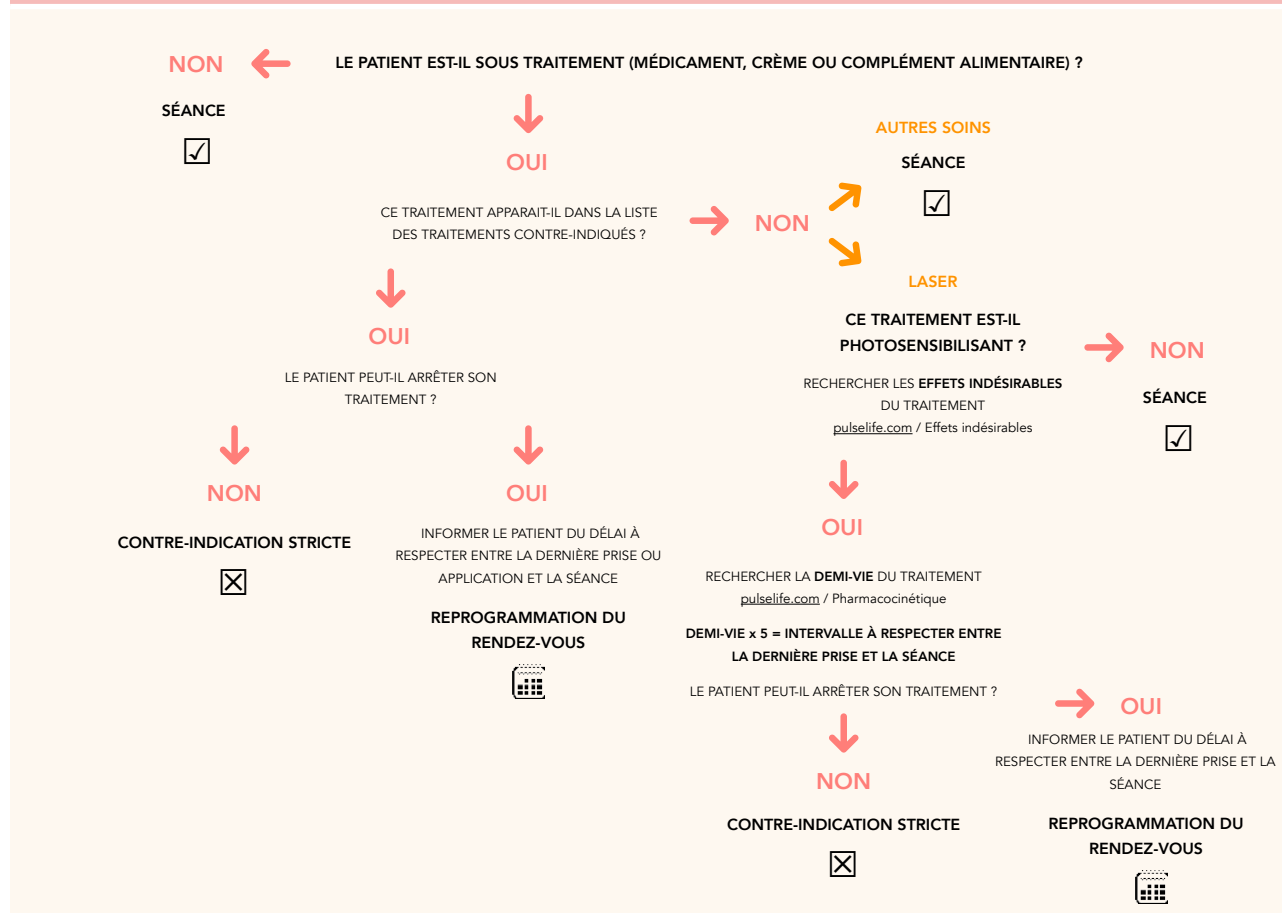 LE PATIENT EST-IL SOUS TRAITEMENT (MÉDICAMENT, CRÈME OU COMPLÉMENT ALIMENTAIRE) ?
NON
SÉANCE
OUI
CE TRAITEMENT APPARAIT-IL DANS LA LISTE
DES TRAITEMENTS CONTRE-INDIQUÉS ?
NON
AUTRES SOINS
SÉANCE
LASER
CE TRAITEMENT EST-IL
PHOTOSENSIBILISANT ?
RECHERCHER LES EFFETS INDÉSIRABLES
DU TRAITEMENT
pulselife.com / Effets indésirables
NON
SÉANCE
OUI
LE PATIENT PEUT-IL ARRÊTER SON
TRAITEMENT ?
NON
CONTRE-INDICATION STRICTE
OUI
INFORMER LE PATIENT DU DÉLAI À
RESPECTER ENTRE LA DERNIÈRE PRISE OU
APPLICATION ET LA SÉANCE
REPROGRAMMATION DU
RENDEZ-VOUS
OUI
RECHERCHER LA DEMI-VIE DU TRAITEMENT
pulselife.com / Pharmacocinétique
DEMI-VIE x 5 = INTERVALLE À RESPECTER ENTRE
LA DERNIÈRE PRISE ET LA SÉANCE
LE PATIENT PEUT-IL ARRÊTER SON TRAITEMENT ?
NON
CONTRE-INDICATION STRICTE
OUI
INFORMER LE PATIENT DU DÉLAI À
RESPECTER ENTRE LA DERNIÈRE PRISE ET LA
SÉANCE
REPROGRAMMATION DU
RENDEZ-VOUS